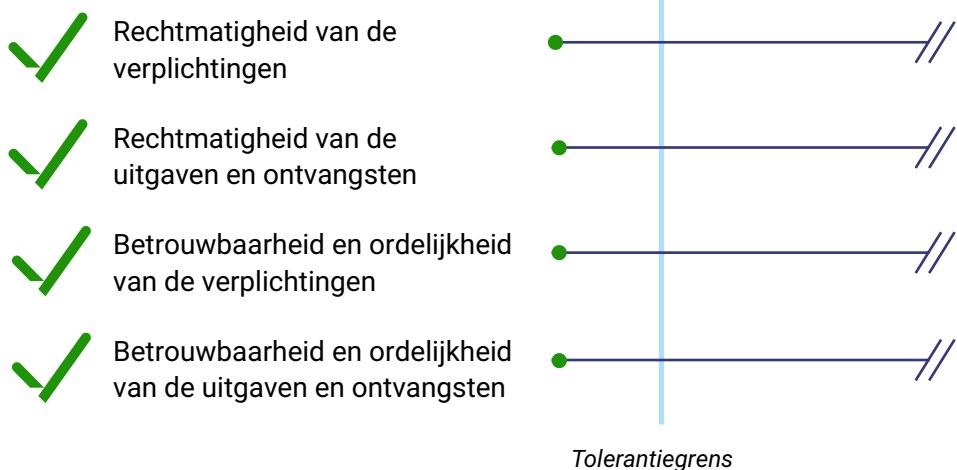 Rechtmatigheid van de
verplichtingen
Rechtmatigheid van de
uitgaven en ontvangsten
Betrouwbaarheid en ordelijkheid
van de verplichtingen
Betrouwbaarheid en ordelijkheid
van de uitgaven en ontvangsten
Tolerantiegrens